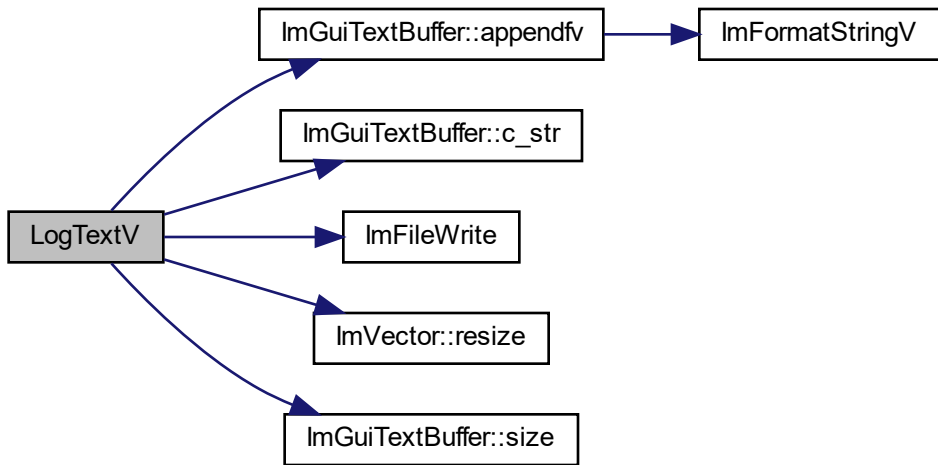 ImGuiTextBuffer::appendfv
ImFormatStringV
ImGuiTextBuffer::c_str
LogTextV
ImFileWrite
ImVector::resize
ImGuiTextBuffer::size